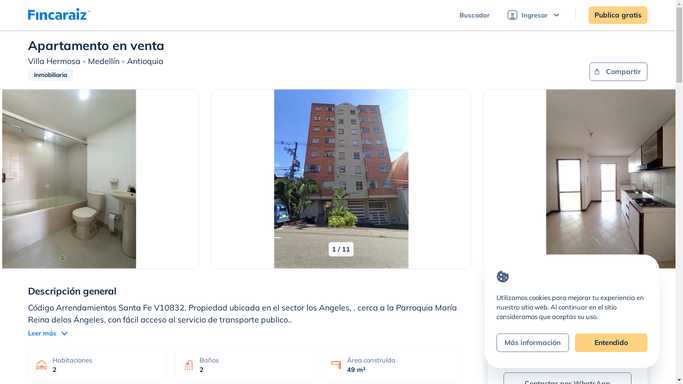 Fincaraiz
Buscador
Ingresar
Publica gratis
Apartamento en venta
Villa Hermosa - Medellín - Antioquia
Inmobiliaria
Compartir
1 / 11
Descripción general
Código Arrendamientos Santa Fe V10832. Propiedad ubicada en el sector los Angeles, . cerca a la Parroquia María
Reina delos Ángeles, con fácil acceso al servicio de transporte publico..
Leer más
Habitaciones
2
Baños
2
Área construída
49 m²
Utilizamos cookies para mejorar tu experiencia en
nuestro sitio web. Al continuar en el sitio
consideramos que aceptas su uso.
Más información
Entendido
Contactar por WhatsApp